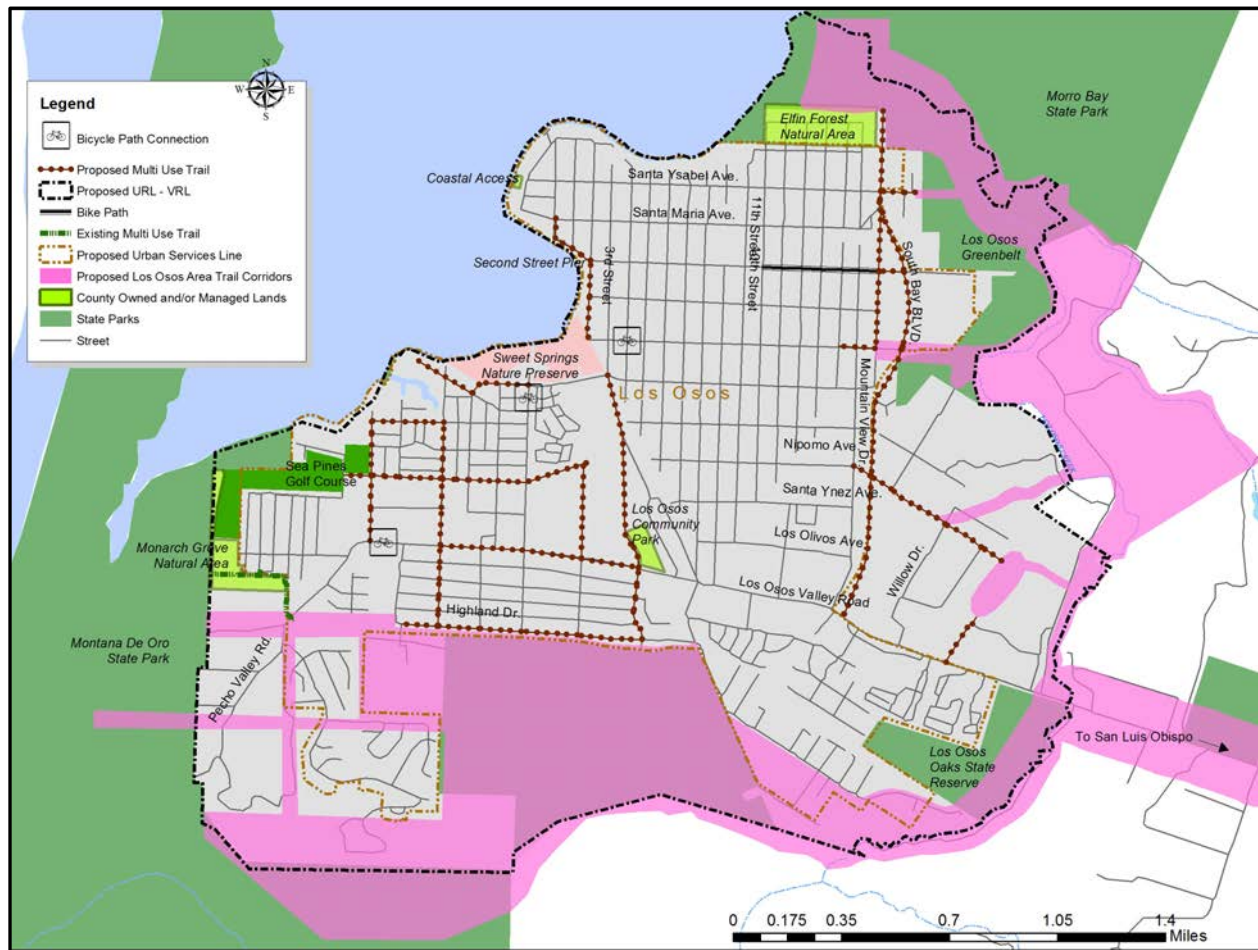 N
W
E
S
Legend
Bicycle Path Connection
Proposed Multi Use Trail
Proposed URL - VRL
Bike Path
Existing Multi Use Trail
Proposed Urban Services Line
Proposed Los Osos Area Trail Corridors
County Owned and/or Managed Lands
State Parks
Street
Morro Bay
State Park
Elfin Forest
Natural Area
Coastal Access
Santa Ysabel Ave.
Santa Maria Ave.
11th Street
Street
3rd Street
South Bay BLVD
Los Osos
Greenbelt
Second Street Pier
Sweet Springs
Nature Preserve
Los Osos
Mountain View Dr.
Nipomo Ave.
Sea Pines
Golf Course
Santa Ynez Ave.
Los Osos
Community
Park
Los Olivos Ave.
Monarch Grove
Natural Area
Willow Dr.
Los Osos Valley Road
Highland Dr.
Montana De Oro
State Park
Pecho Valley Rd.
To San Luis Obispo
Los Osos
Oaks State
Reserve
0 0.175 0.35 0.7 1.05 1.4
Miles